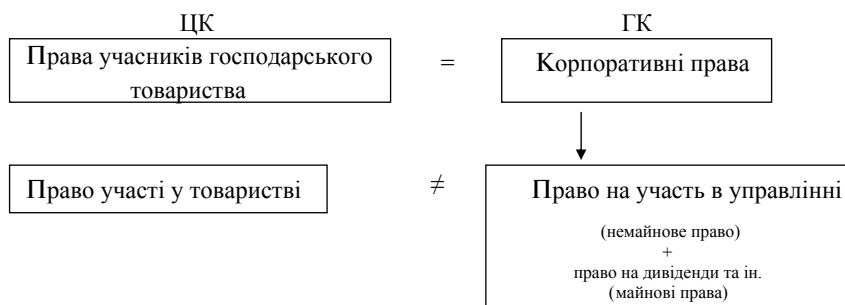 ЦК ГК
Права учасників господарського
товариства
=
Корпоративні права
Право участі у товаристві
≠
Право на участь в управлінні
(немайнове право)
+
право на дивіденди та ін.
(майнові права)